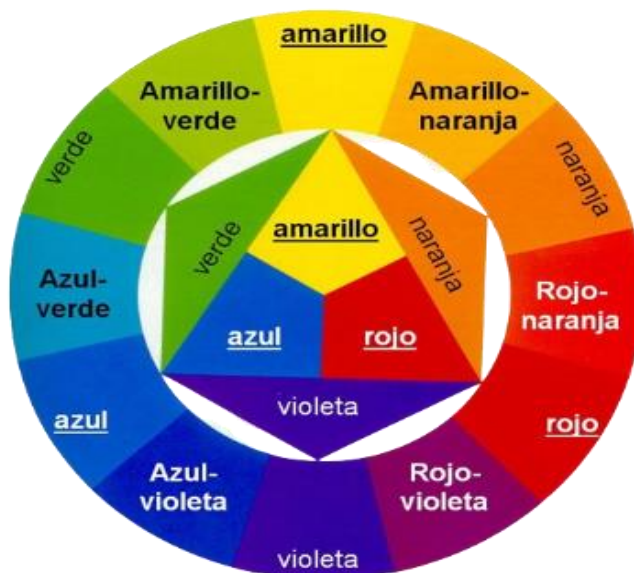 amarillo
Amarillo-
verde
Amarillo-
naranja
verde
naranja
amarillo
verde
naranja
Azul-
verde
Rojo-
naranja
azul
rojo
azul
rojo
violeta
Azul-
violeta
Rojo-
violeta
violeta